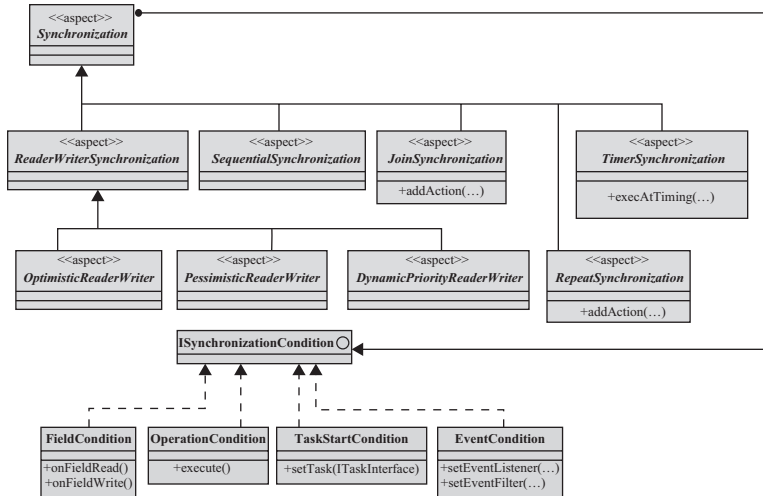 <<aspect>>
Synchronization
<<aspect>>
ReaderWriterSynchronization
<<aspect>>
SequentialSynchronization
<<aspect>>
JoinSynchronization
+addAction(…)
<<aspect>>
TimerSynchronization
+execAtTiming(…)
<<aspect>>
OptimisticReaderWriter
<<aspect>>
PessimisticReaderWriter
<<aspect>>
DynamicPriorityReaderWriter
<<aspect>>
RepeatSynchronization
+addAction(…)
ISynchronizationCondition
FieldCondition
+onFieldRead()
+onFieldWrite()
OperationCondition
+execute()
TaskStartCondition
+setTask(ITaskInterface)
EventCondition
+setEventListener(…)
+setEventFilter(…)